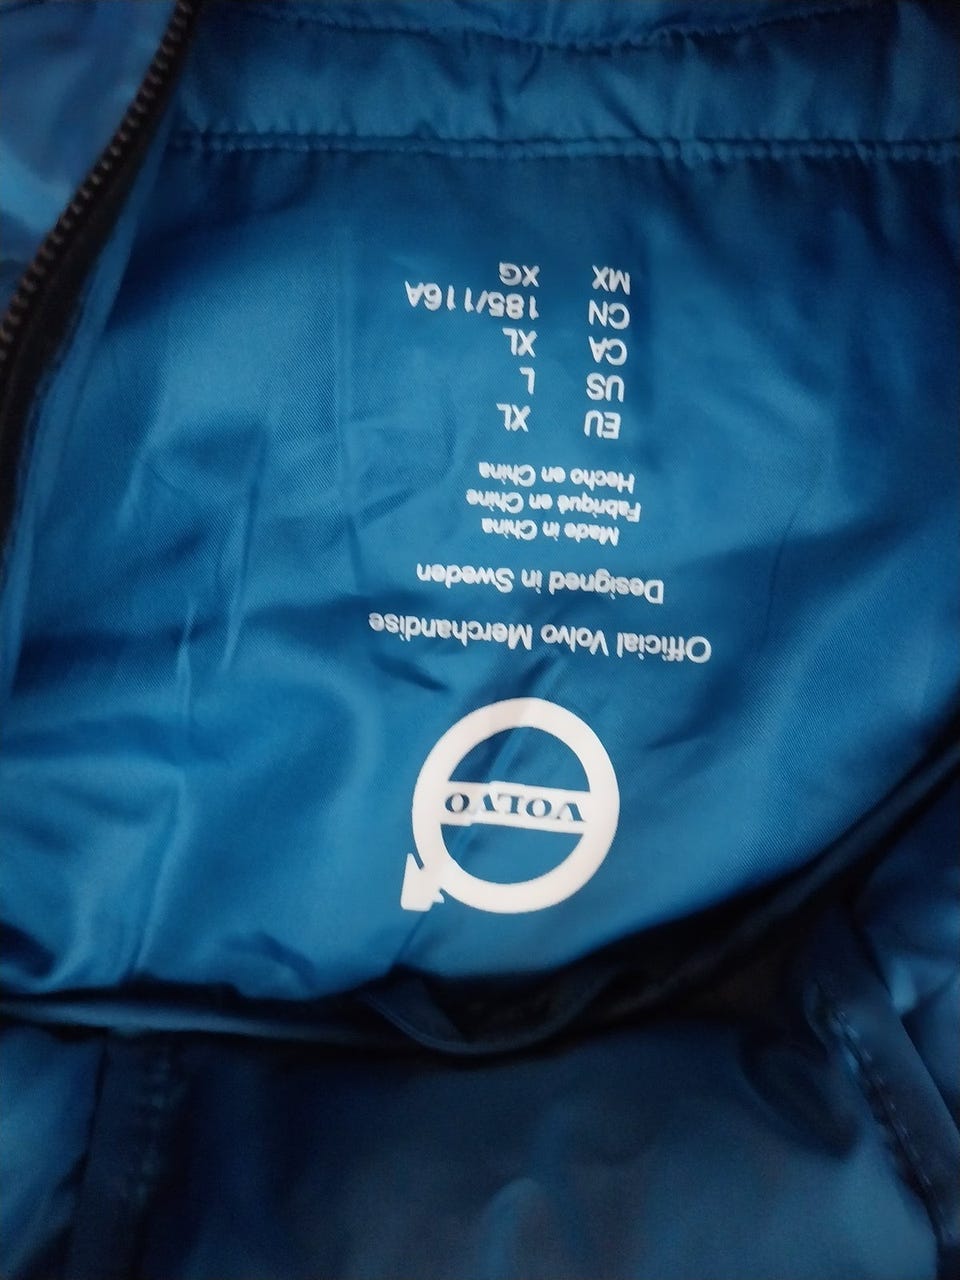 VOLVO
Official Volvo Merchandise
Designed in Sweden
Made in China
Fabriqué en Chine
Hecho en China
EU XL
US L
CA XL
CN 185/116A
MX XG